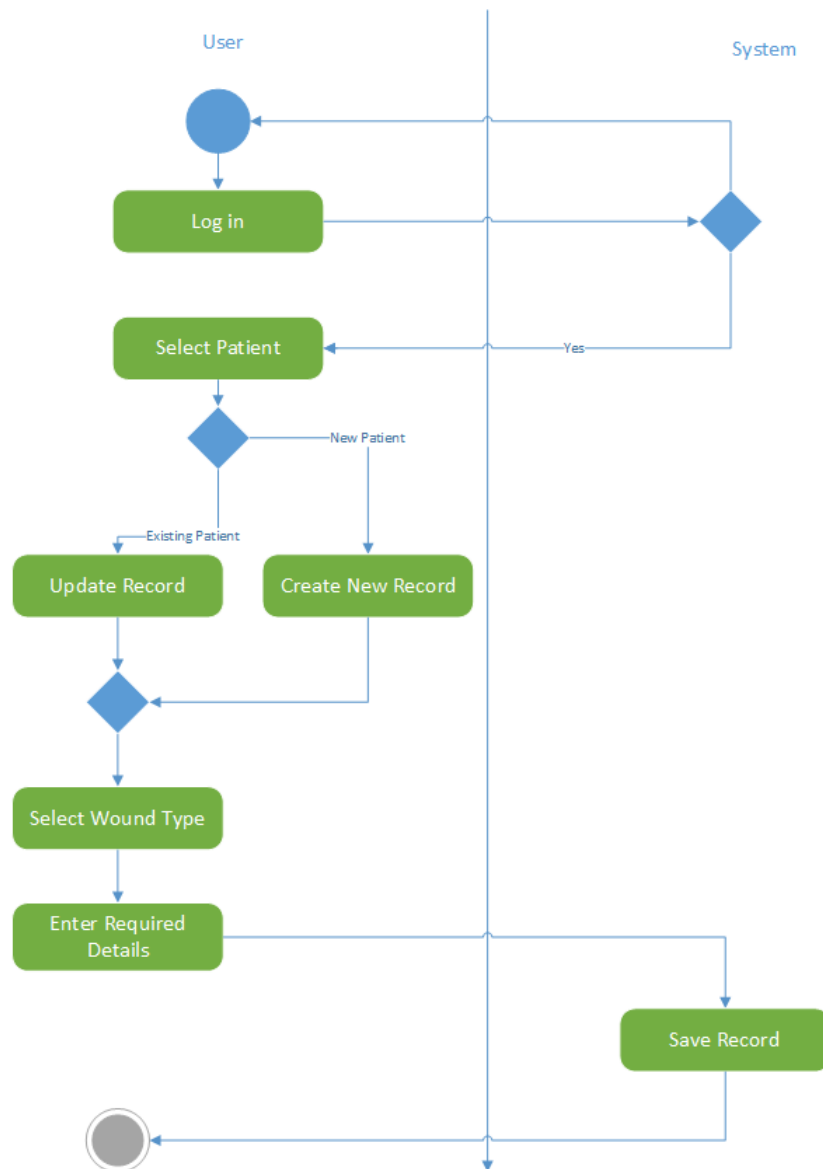 User
System
Log in
Select Patient
Yes
New Patient
Existing Patient
Update Record
Create New Record
Select Wound Type
Enter Required
Details
Save Record